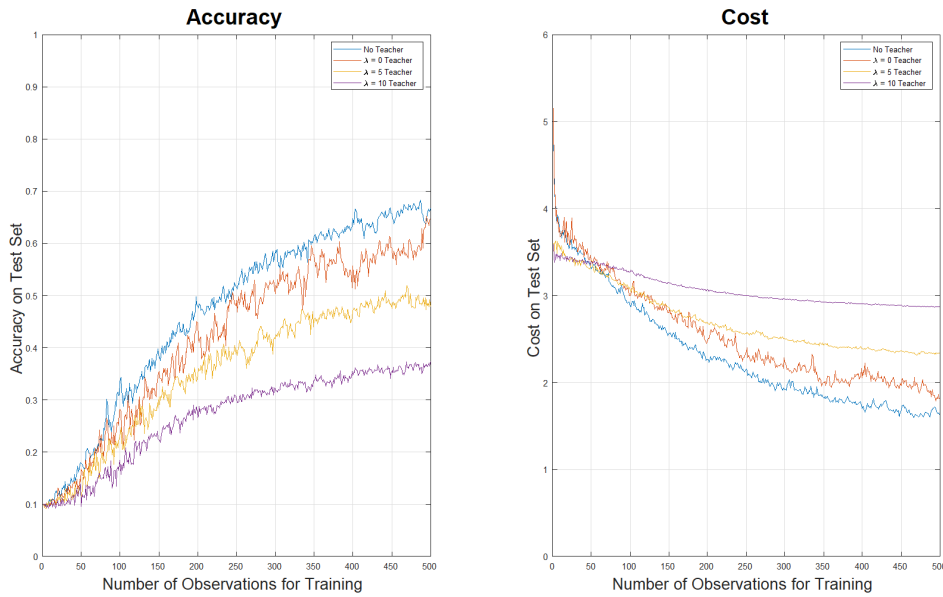 Accuracy
Accuracy on Test Set
1
0.9
0.8
0.7
0.6
0.5
0.4
0.3
0.2
0.1
0
0 50 100 150 200 250 300 350 400 450 500
Number of Observations for Training
No Teacher
λ = 0 Teacher
λ = 5 Teacher
λ = 10 Teacher
Cost
Cost on Test Set
6
5
4
3
2
1
0
0 50 100 150 200 250 300 350 400 450 500
Number of Observations for Training
No Teacher
λ = 0 Teacher
λ = 5 Teacher
λ = 10 Teacher